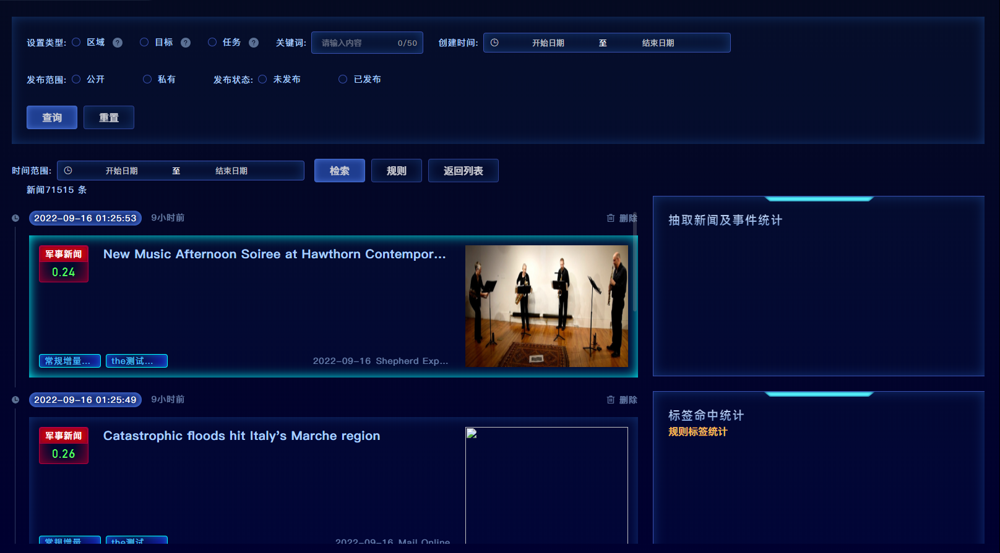 设置类型: 区域 ? 目标 ? 任务 ? 关键词: 请输入内容 0/50 创建时间: 开始日期 至 结束日期
发布范围: 公开 私有 发布状态: 未发布 已发布
查询 重置
时间范围: 开始日期 至 结束日期 检索 规则 返回列表
新闻71515 条
2022-09-16 01:25:53 9小时前 删除
军事新闻
0.24
New Music Afternoon Soiree at Hawthorn Contempor...
常规增量... the测试... 2022-09-16 Shepherd Exp...
2022-09-16 01:25:49 9小时前 删除
军事新闻
0.26
Catastrophic floods hit Italy's Marche region
常规增量... the测试... 2022-09-16 Mail Online
抽取新闻及事件统计
标签命中统计
规则标签统计